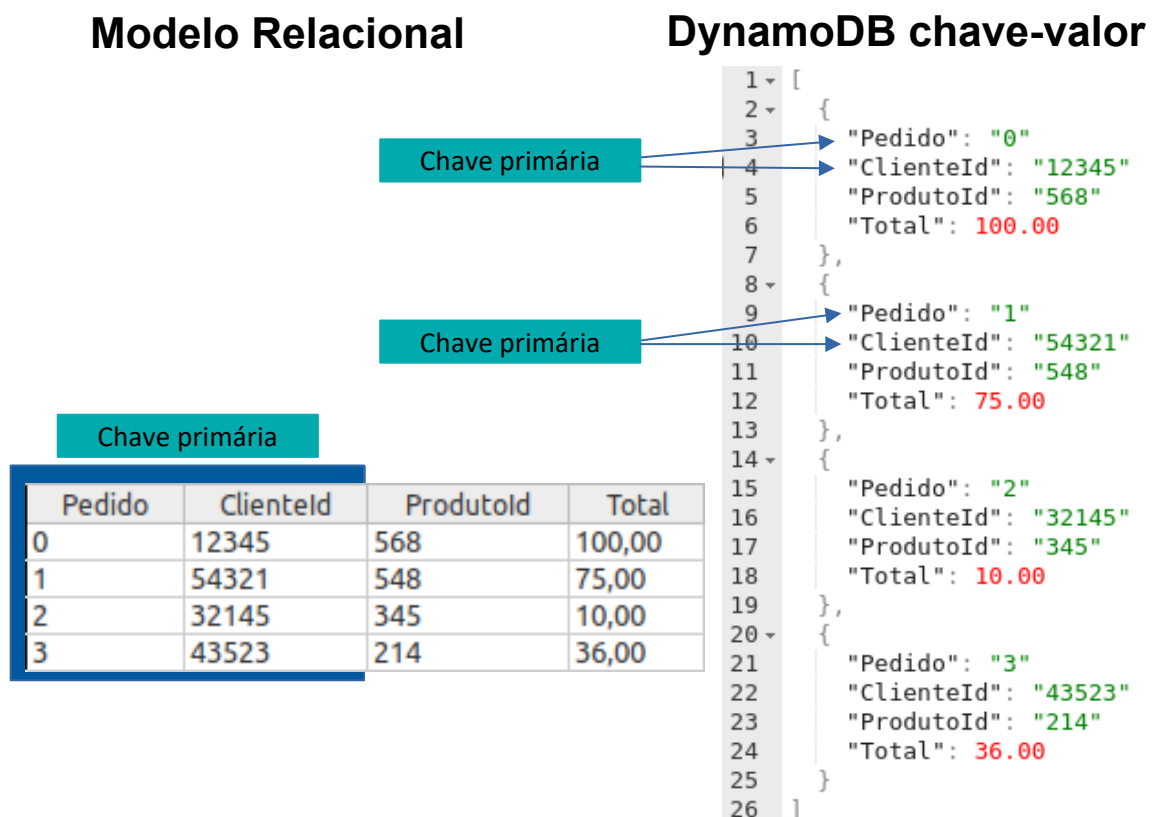 Modelo Relacional
DynamoDB chave-valor
Chave primária
Chave primária
Chave primária
Pedido ClienteId ProdutoId Total
0 12345 568 100,00
1 54321 548 75,00
2 32145 345 10,00
3 43523 214 36,00
1 [
2 {
3 "Pedido": "0"
4 "ClienteId": "12345"
5 "ProdutoId": "568"
6 "Total": 100.00
7 },
8 {
9 "Pedido": "1"
10 "ClienteId": "54321"
11 "ProdutoId": "548"
12 "Total": 75.00
13 },
14 {
15 "Pedido": "2"
16 "ClienteId": "32145"
17 "ProdutoId": "345"
18 "Total": 10.00
19 },
20 {
21 "Pedido": "3"
22 "ClienteId": "43523"
23 "ProdutoId": "214"
24 "Total": 36.00
25 }
26 ]